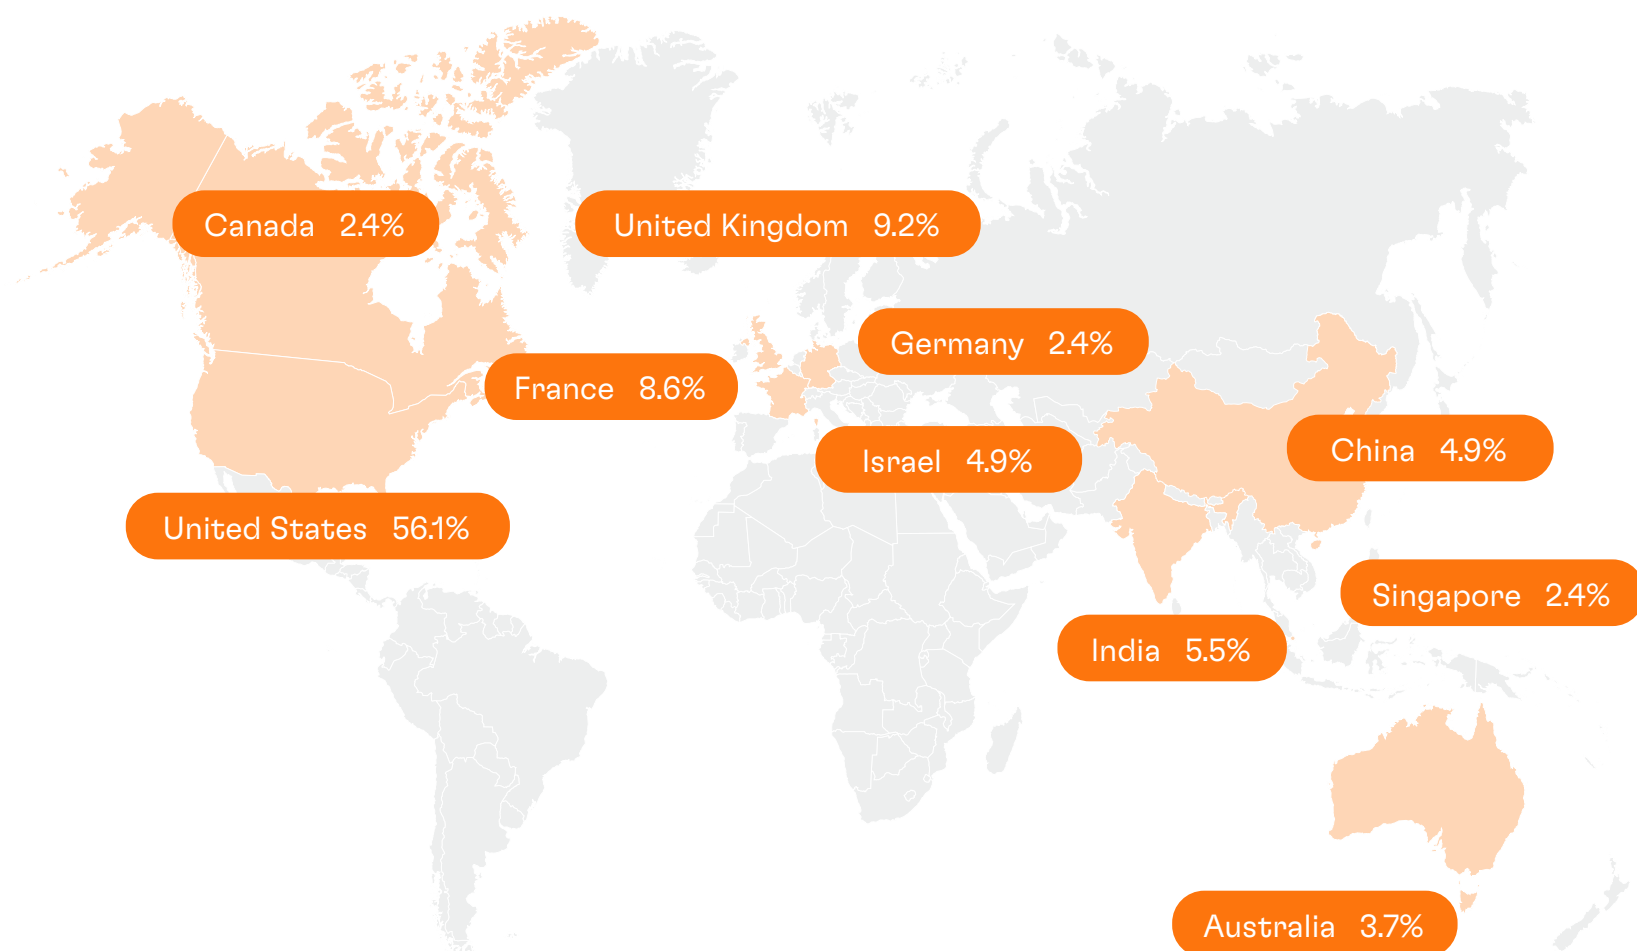 Canada 2.4%
United Kingdom 9.2%
Germany 2.4%
France 8.6%
Israel 4.9%
China 4.9%
United States 56.1%
Singapore 2.4%
India 5.5%
Australia 3.7%